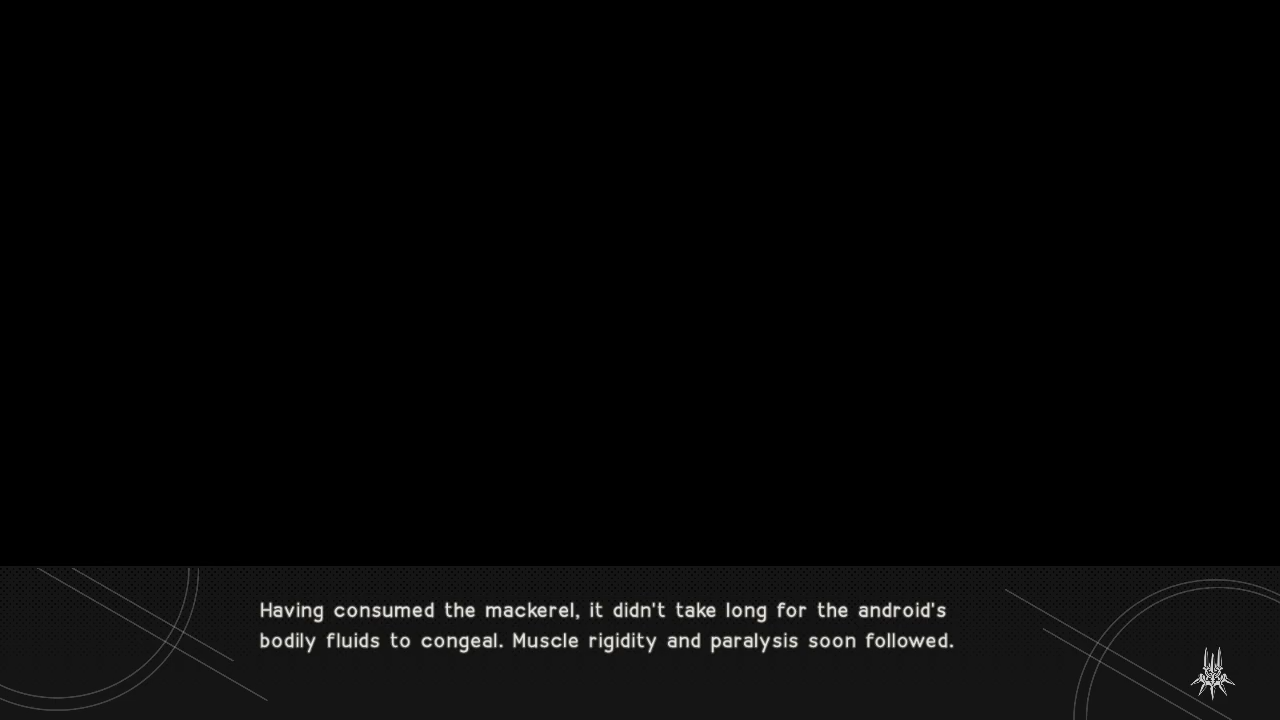 Having consumed the mackerel, it didn't take long for the android's
bodily fluids to congeal. Muscle rigidity and paralysis soon followed.